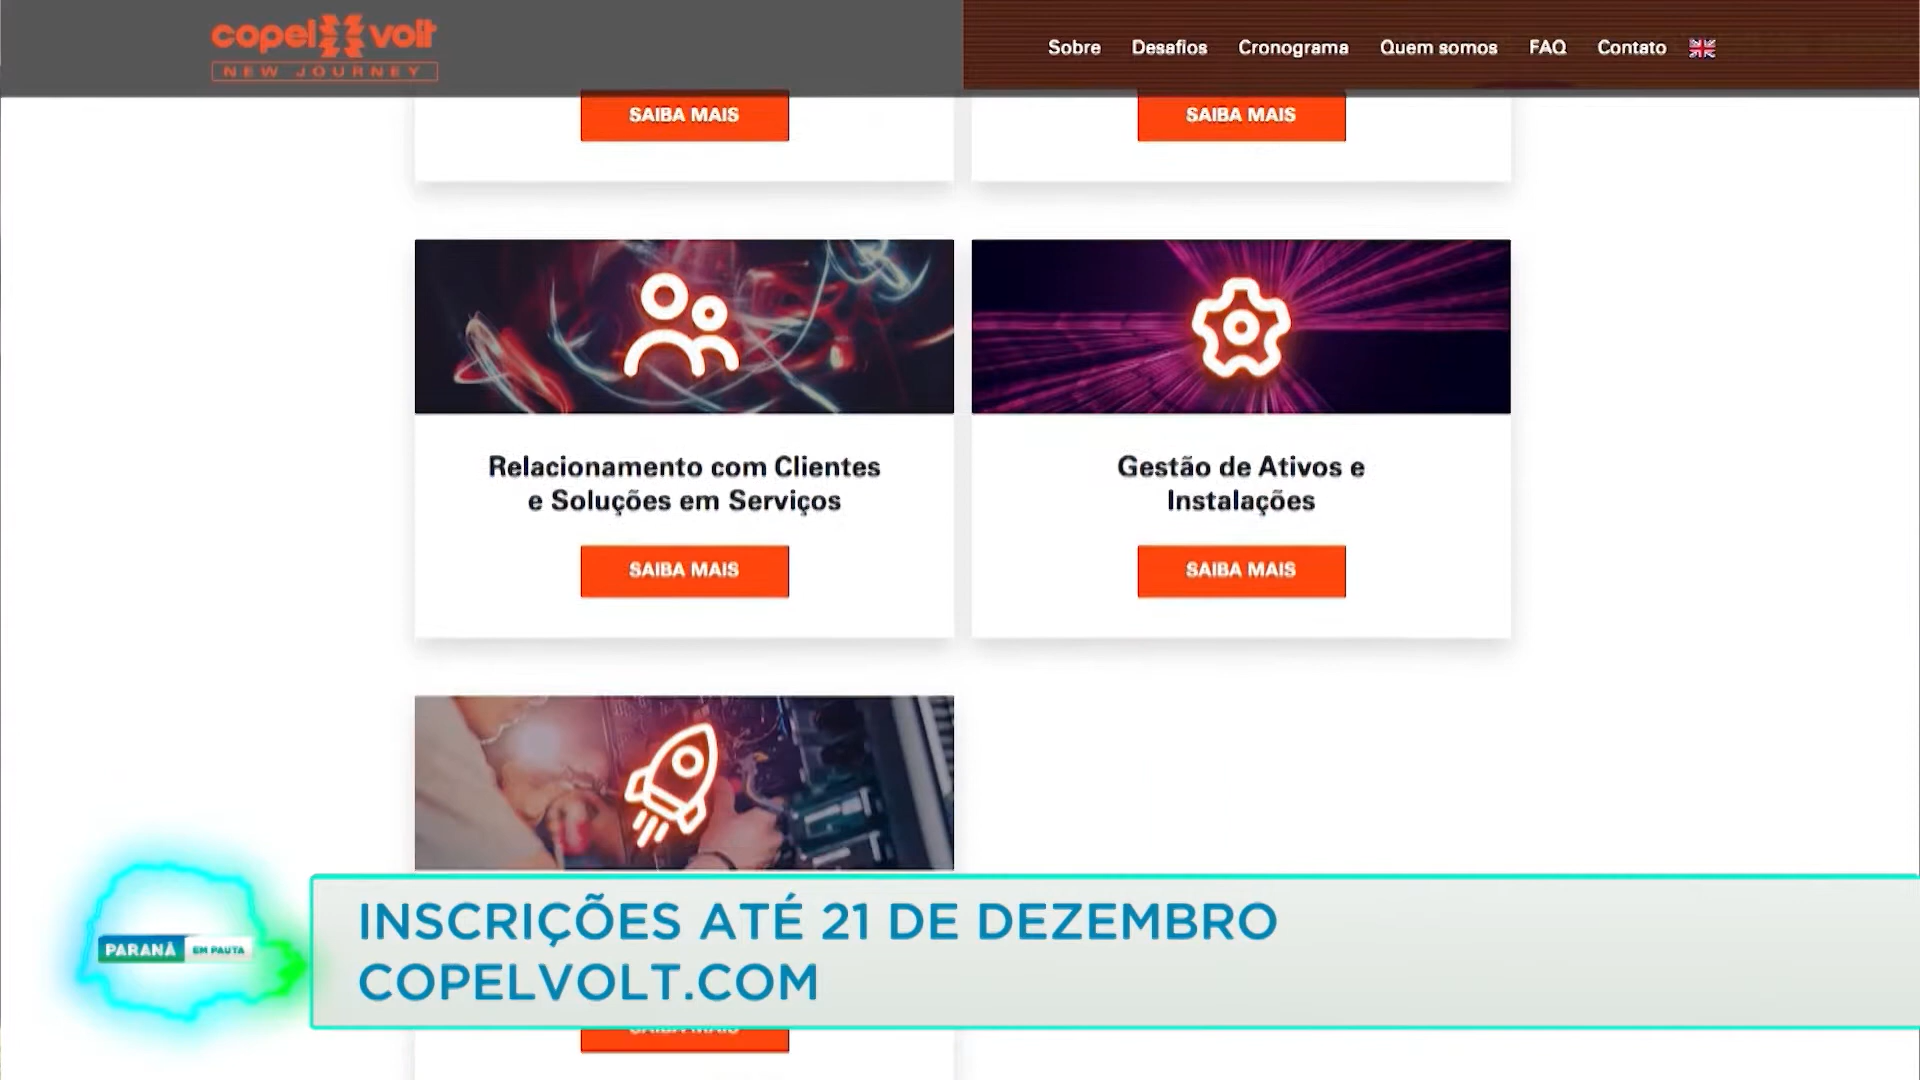 copel volt
NEW JOURNEY
Sobre Desafios Cronograma Quem somos FAQ Contato
SAIBA MAIS SAIBA MAIS
Relacionamento com Clientes
e Soluções em Serviços
SAIBA MAIS
Gestão de Ativos e
Instalações
SAIBA MAIS
PARANÁ EM PAUTA
INSCRIÇÕES ATÉ 21 DE DEZEMBRO
COPELVOLT.COM
SAIBA MAIS